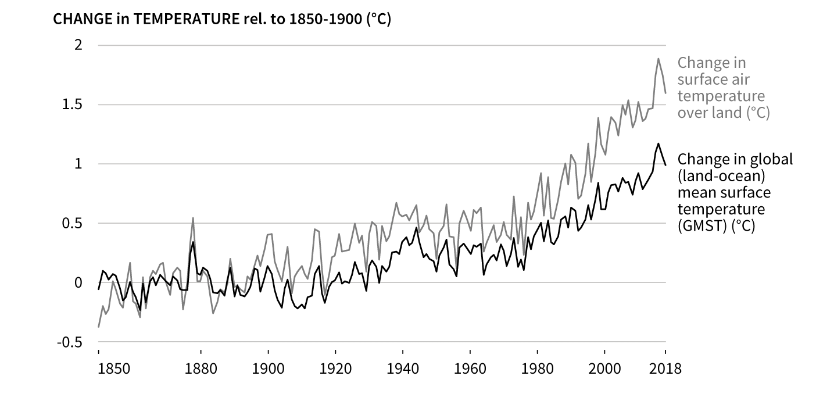 CHANGE in TEMPERATURE rel. to 1850-1900 (°C)
2
1.5
1
0.5
0
-0.5
1850
1880
1900
1920
1940
1960
1980
2000
2018
Change in
surface air
temperature
over land (°C)
Change in global
(land-ocean)
mean surface
temperature
(GMST) (°C)